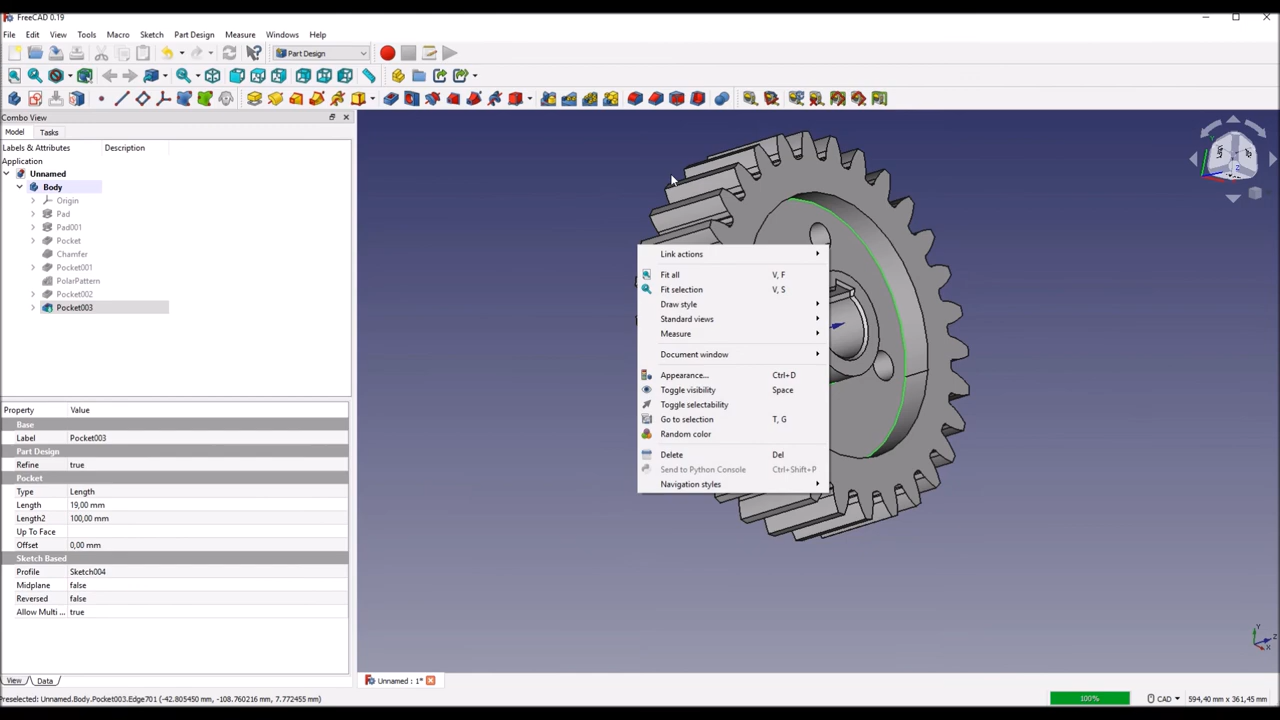 FreeCAD 0.19
File Edit View Tools Macro Sketch Part Design Measure Windows Help
Part Design
Combo View
Model Tasks
Labels & Attributes Description
Application
Unnamed
Body
Origin
Pad
Pad001
Pocket
Chamfer
Pocket001
PolarPattern
Pocket002
Pocket003
Link actions
Fit all V, F
Fit selection V, S
Draw style
Standard views
Measure
Document window
Appearance... Ctrl+D
Toggle visibility Space
Toggle selectability
Go to selection T, G
Random color
Delete Del
Send to Python Console Ctrl+Shift+P
Navigation styles
Property Value
Base
Label Pocket003
Part Design
Refine true
Pocket
Type Length
Length 19,00 mm
Length2 100,00 mm
Up To Face
Offset 0,00 mm
Sketch Based
Profile Sketch004
Midplane false
Reversed false
Allow Multi ... true
View Data
Unnamed : 1*
Y
Z
X
Preselected: Unnamed.Body.Pocket003.Edge701 (-42.805450 mm, -108.760216 mm, 7.772455 mm)
100%
CAD
594,40 mm x 361,45 mm